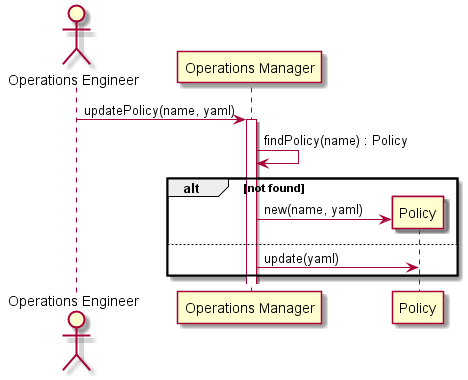 Operations Engineer
Operations Manager
updatePolicy(name, yaml)
findPolicy(name) : Policy
alt
[not found]
new(name, yaml)
Policy
update(yaml)
Operations Engineer
Operations Manager
Policy